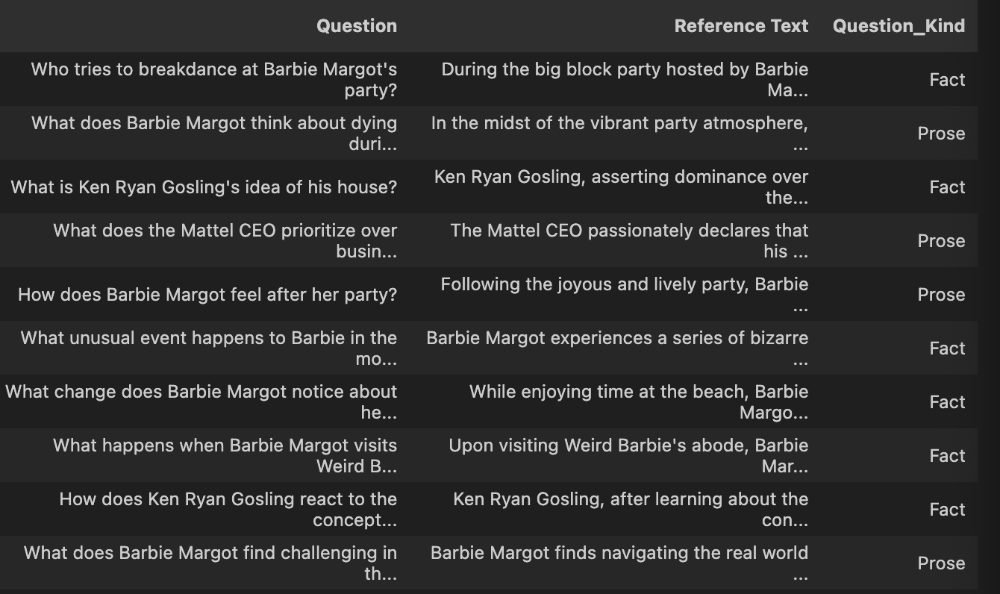 Question Reference Text Question_Kind
Who tries to breakdance at Barbie Margot's During the big block party hosted by Barbie Fact
party? Ma...
What does Barbie Margot think about dying In the midst of the vibrant party atmosphere, Prose
duri... ...
What is Ken Ryan Gosling's idea of his house? Ken Ryan Gosling, asserting dominance over Fact
the...
What does the Mattel CEO prioritize over The Mattel CEO passionately declares that Prose
busin... his ...
How does Barbie Margot feel after her party? Following the joyous and lively party, Barbie Prose
...
What unusual event happens to Barbie in the Barbie Margot experiences a series of bizarre Fact
mo... ...
What change does Barbie Margot notice about While enjoying time at the beach, Barbie Fact
he... Margo...
What happens when Barbie Margot visits Upon visiting Weird Barbie's abode, Barbie Fact
Weird B... Mar...
How does Ken Ryan Gosling react to the Ken Ryan Gosling, after learning about the Fact
concept... con...
What does Barbie Margot find challenging in Barbie Margot finds navigating the real world Prose
th... ...